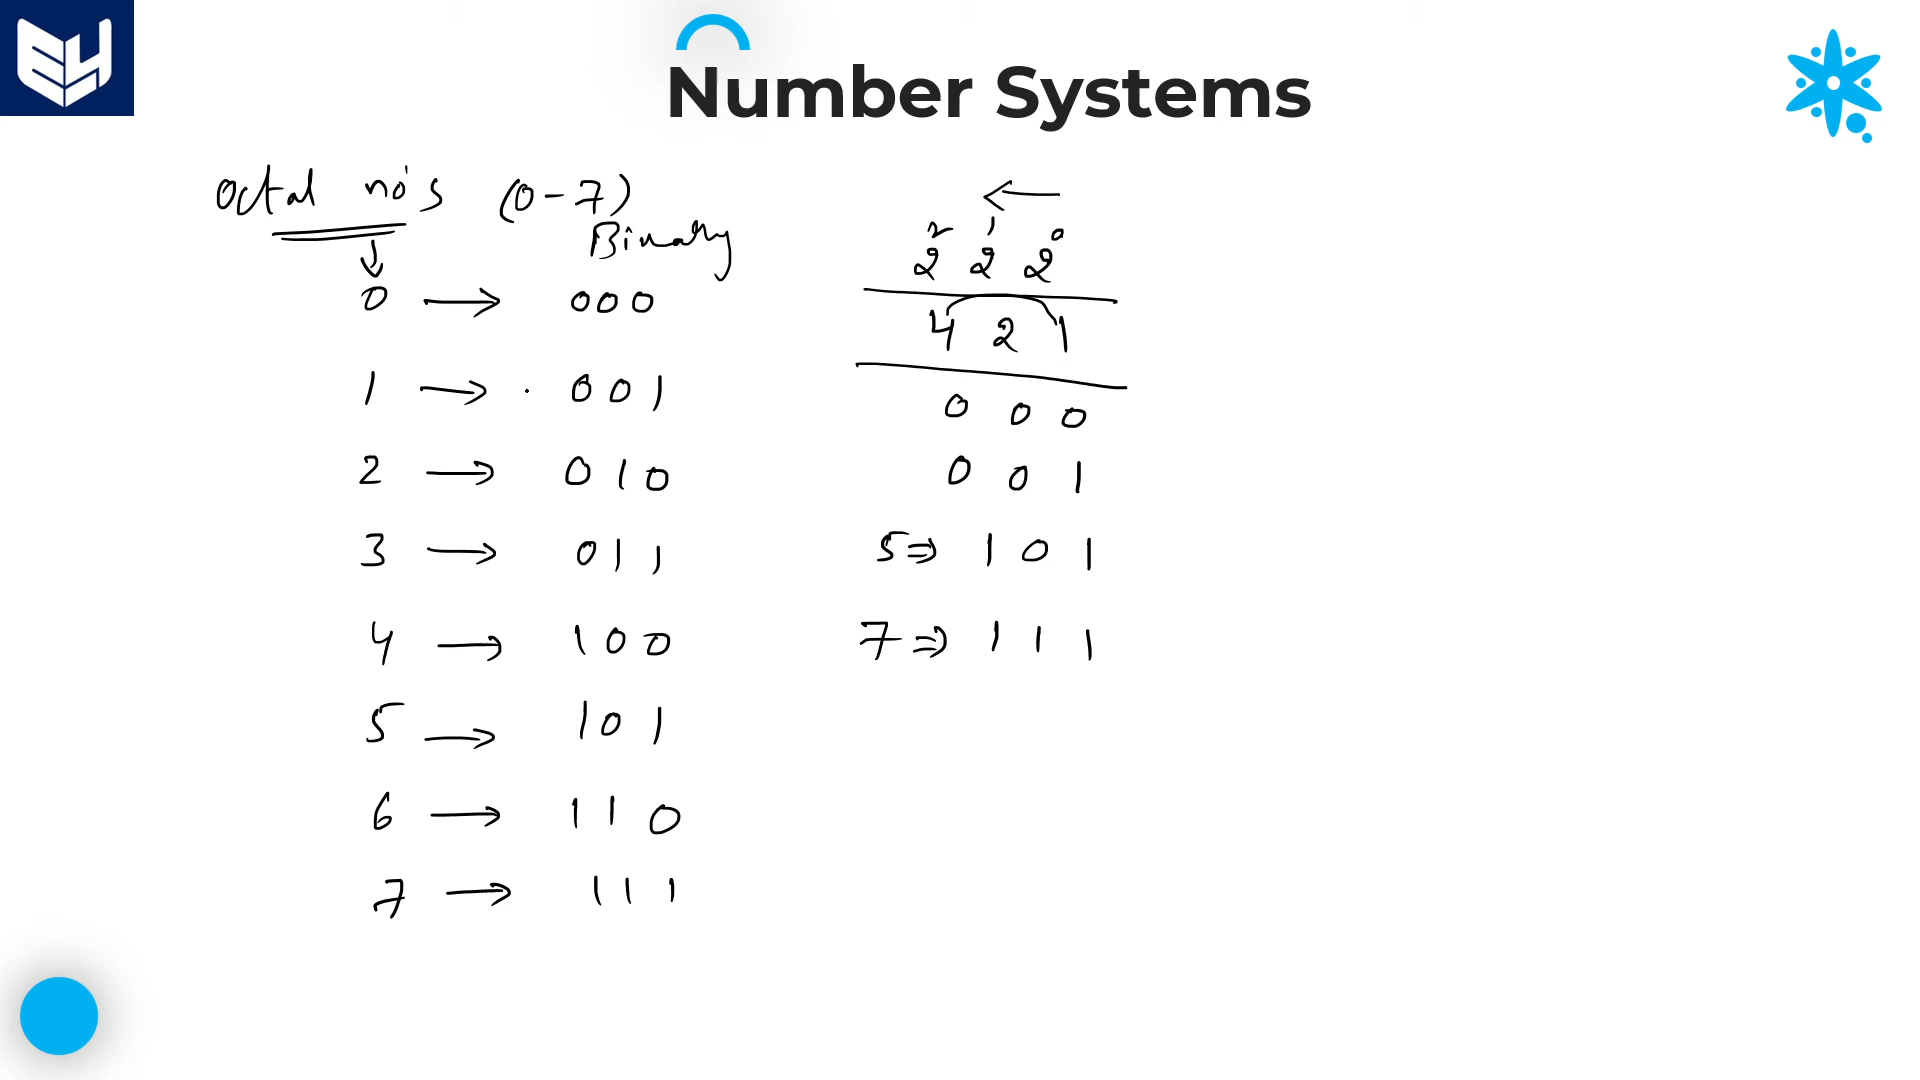 Number Systems
Octal no's (0-7)
Binary
0 → 000
1 → 001
2 → 010
3 → 011
4 → 100
5 → 101
6 → 110
7 → 111
←
2² 2¹ 2⁰
4 2 1
0 0 0
0 0 1
5 ⇒ 1 0 1
7 ⇒ 1 1 1